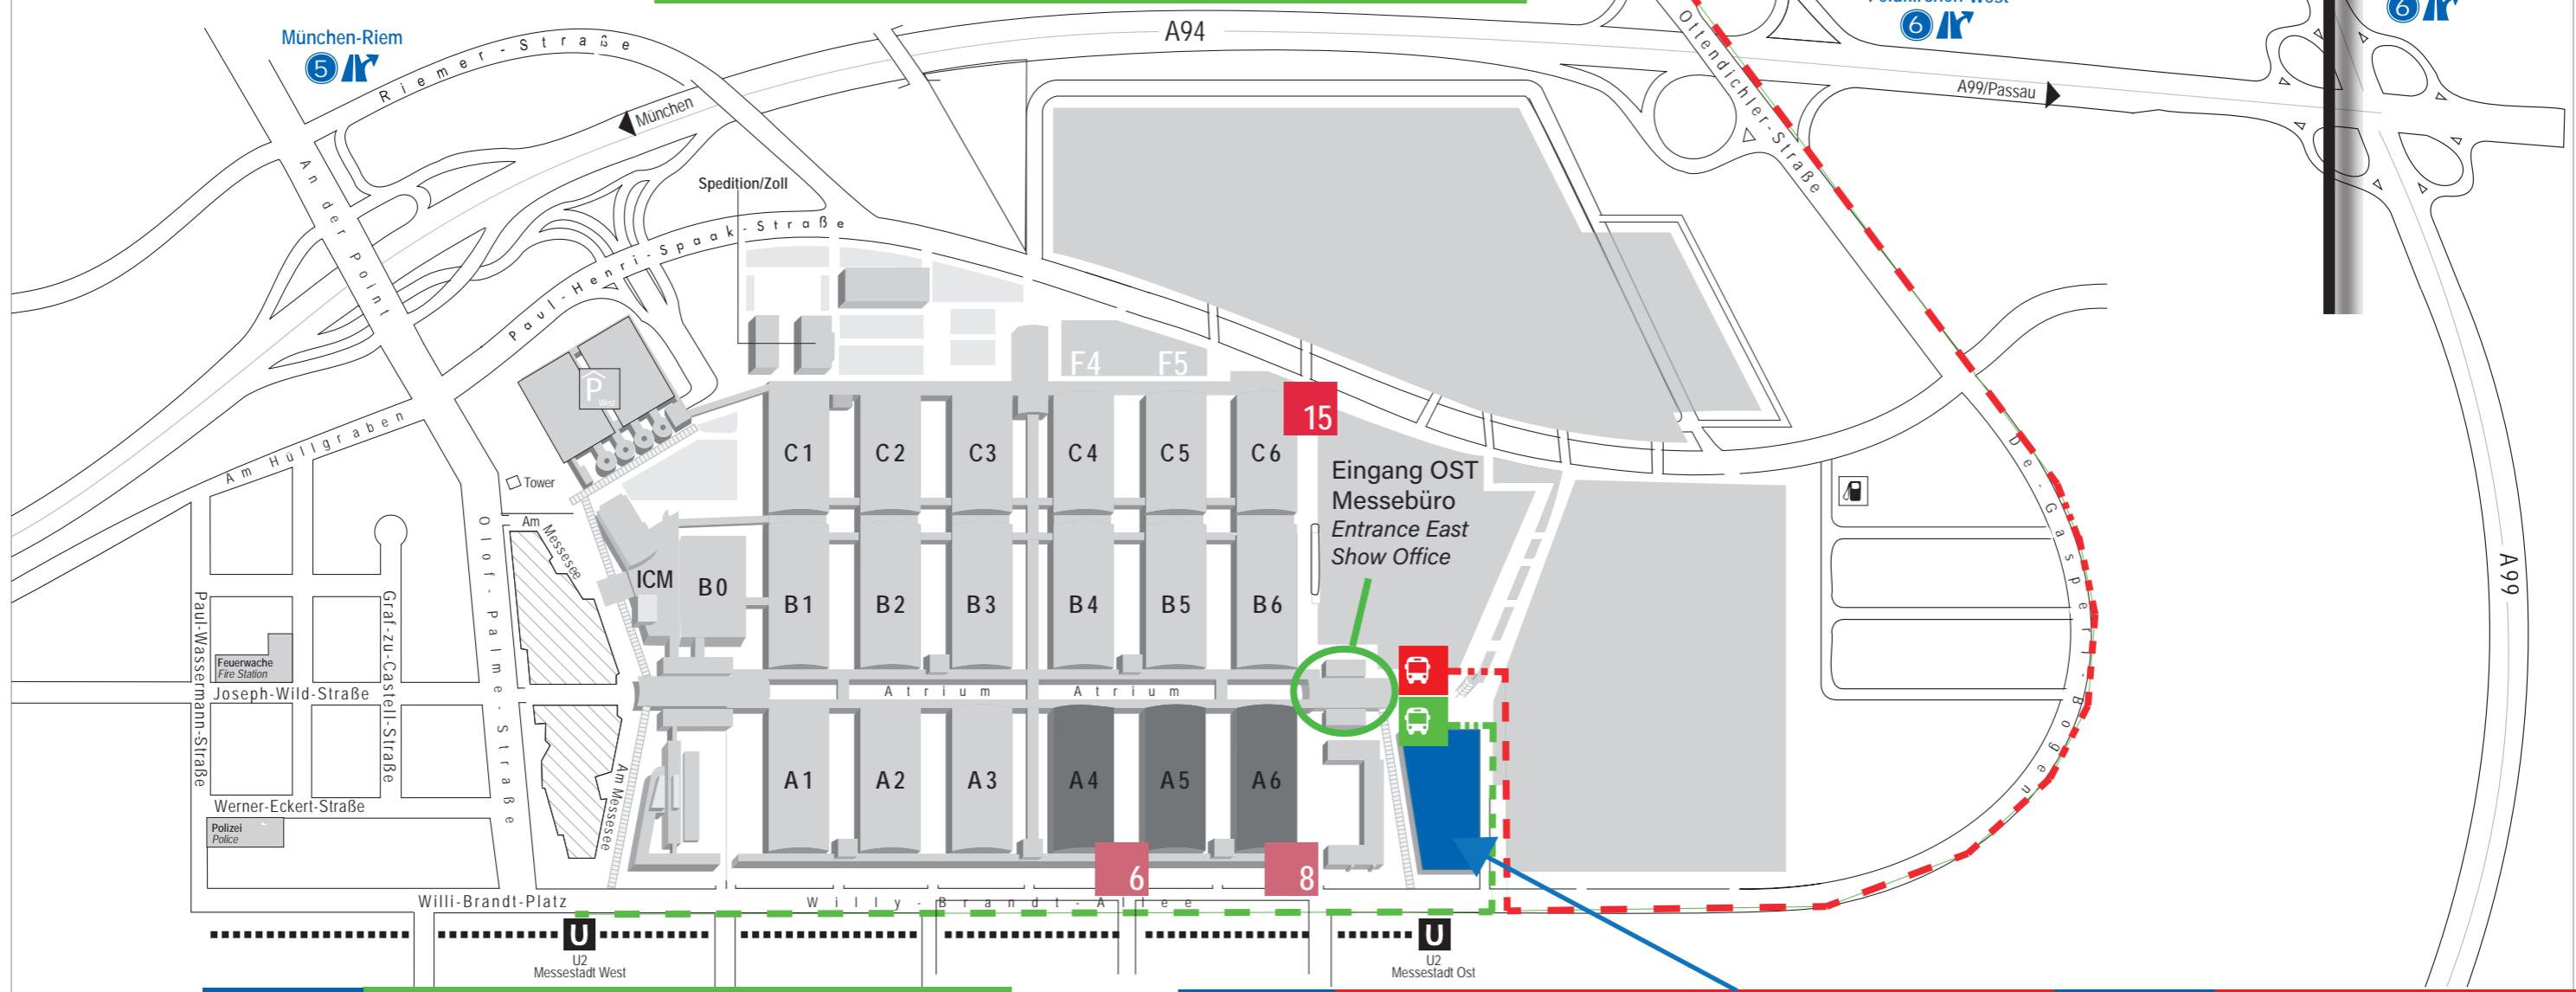 München-Riem
5
Riemer-Straße
A94
6
6
Ottendichler-Straße
A99/Passau
München
An der Point
Spedition/Zoll
Paul-Henri-Spaak-Straße
P
West
F4
F5
15
C1
C2
C3
C4
C5
C6
Eingang OST
Messebüro
Entrance East
Show Office
Am Hüllgraben
Tower
Am Messesee
Olof-Palme-Straße
De-Gasperi-Bogen
A99
ICM
B0
B1
B2
B3
B4
B5
B6
Paul-Wassermann-Straße
Graf-zu-Castell-Straße
Feuerwache
Fire Station
Joseph-Wild-Straße
Atrium
Atrium
A1
A2
A3
A4
A5
A6
Am Messesee
Werner-Eckert-Straße
Polizei
Police
6
8
Willi-Brandt-Platz
Willy-Brandt-Allee
U
U2
Messestadt West
U
U2
Messestadt Ost